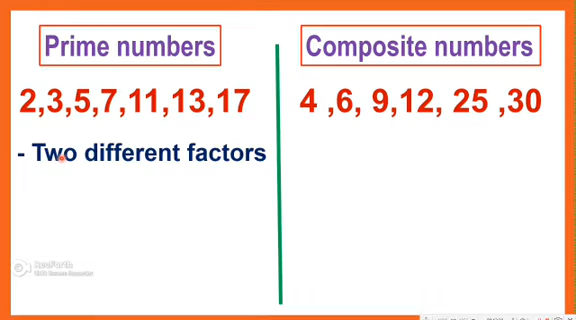 Prime numbers
2,3,5,7,11,13,17
- Two different factors
Composite numbers
4 ,6, 9,12, 25 ,30